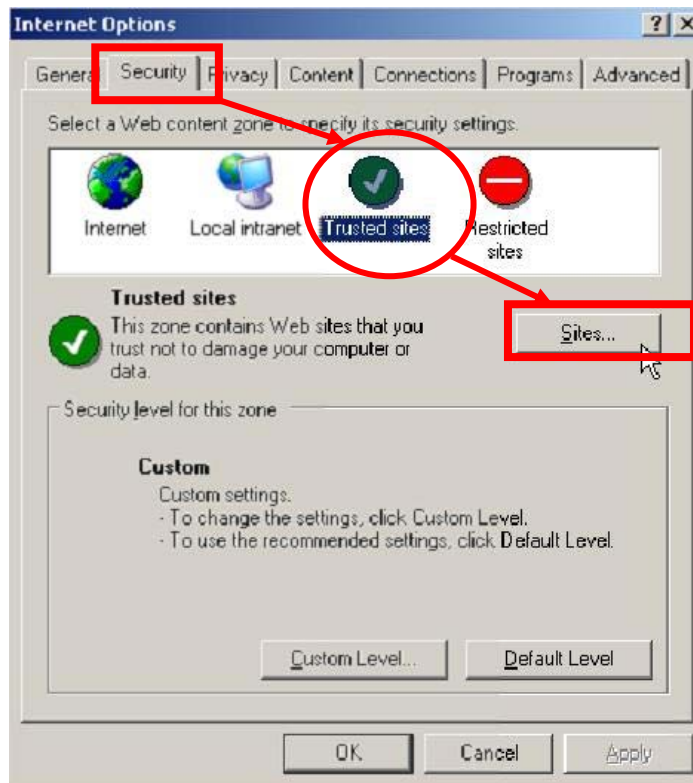 Internet Options
General Security Privacy Content Connections Programs Advanced
Select a Web content zone to specify its security settings.
Internet Local intranet Trusted sites Restricted sites
Trusted sites
This zone contains Web sites that you
trust not to damage your computer or
data.
Sites...
Security level for this zone
Custom
Custom settings.
- To change the settings, click Custom Level.
- To use the recommended settings, click Default Level.
Custom Level... Default Level
OK Cancel Apply